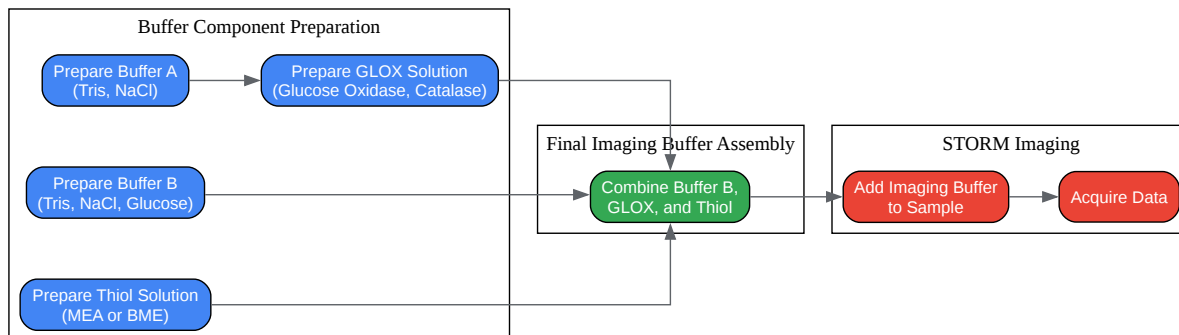 Buffer Component Preparation
Prepare Buffer A
(Tris, NaCl)
Prepare GLOX Solution
(Glucose Oxidase, Catalase)
Prepare Buffer B
(Tris, NaCl, Glucose)
Prepare Thiol Solution
(MEA or BME)
Final Imaging Buffer Assembly
Combine Buffer B,
GLOX, and Thiol
STORM Imaging
Add Imaging Buffer
to Sample
Acquire Data